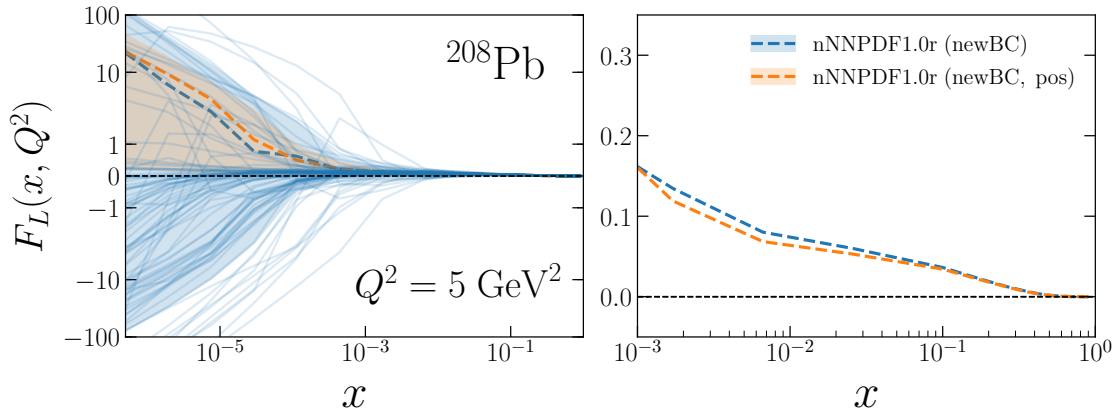 F_L(x, Q²)
100
10
1
0
−1
−10
−100
²⁰⁸Pb
Q² = 5 GeV²
10⁻⁵
10⁻³
10⁻¹
x
0.3
0.2
0.1
0.0
nNNPDF1.0r (newBC)
nNNPDF1.0r (newBC, pos)
10⁻³
10⁻²
10⁻¹
10⁰
x